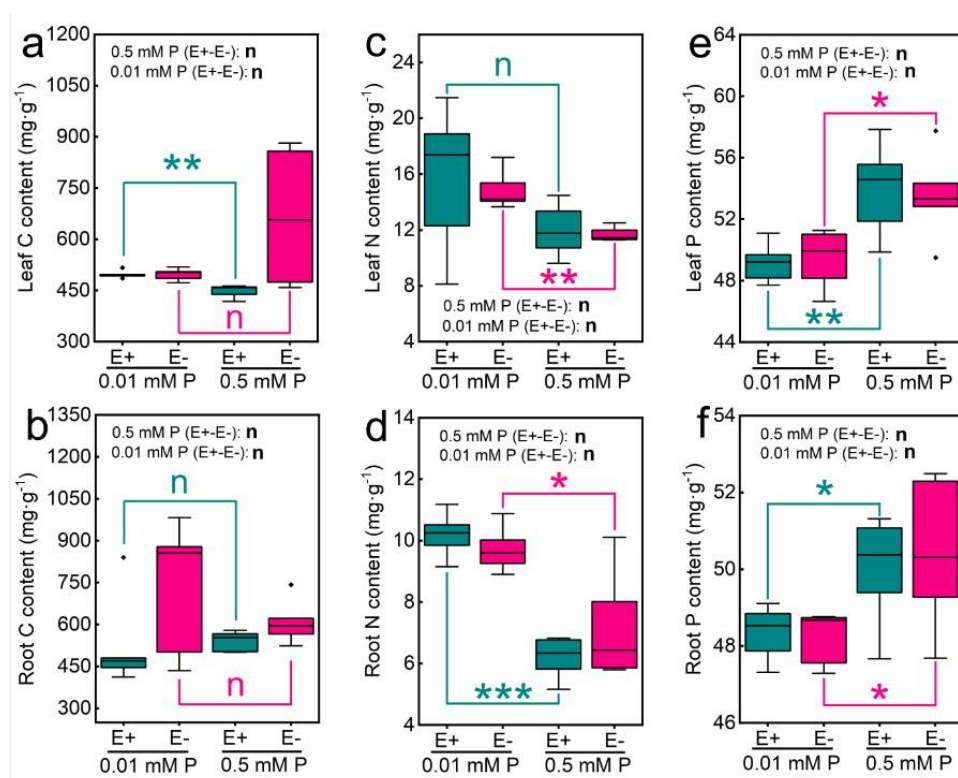 a
Leaf C content (mg·g-1)
1200
1050
900
750
600
450
300
0.5 mM P (E+-E-): n
0.01 mM P (E+-E-): n
**
n
E+ E- E+ E-
0.01 mM P 0.5 mM P
c
Leaf N content (mg·g-1)
24
20
16
12
8
4
n
**
0.5 mM P (E+-E-): n
0.01 mM P (E+-E-): n
E+ E- E+ E-
0.01 mM P 0.5 mM P
e
Leaf P content (mg·g-1)
64
60
56
52
48
44
0.5 mM P (E+-E-): n
0.01 mM P (E+-E-): n
*
**
E+ E- E+ E-
0.01 mM P 0.5 mM P
b
Root C content (mg·g-1)
1350
1200
1050
900
750
600
450
300
0.5 mM P (E+-E-): n
0.01 mM P (E+-E-): n
n
n
E+ E- E+ E-
0.01 mM P 0.5 mM P
d
Root N content (mg·g-1)
14
12
10
8
6
4
0.5 mM P (E+-E-): n
0.01 mM P (E+-E-): n
*
***
E+ E- E+ E-
0.01 mM P 0.5 mM P
f
Root P content (mg·g-1)
54
52
50
48
46
0.5 mM P (E+-E-): n
0.01 mM P (E+-E-): n
*
*
E+ E- E+ E-
0.01 mM P 0.5 mM P